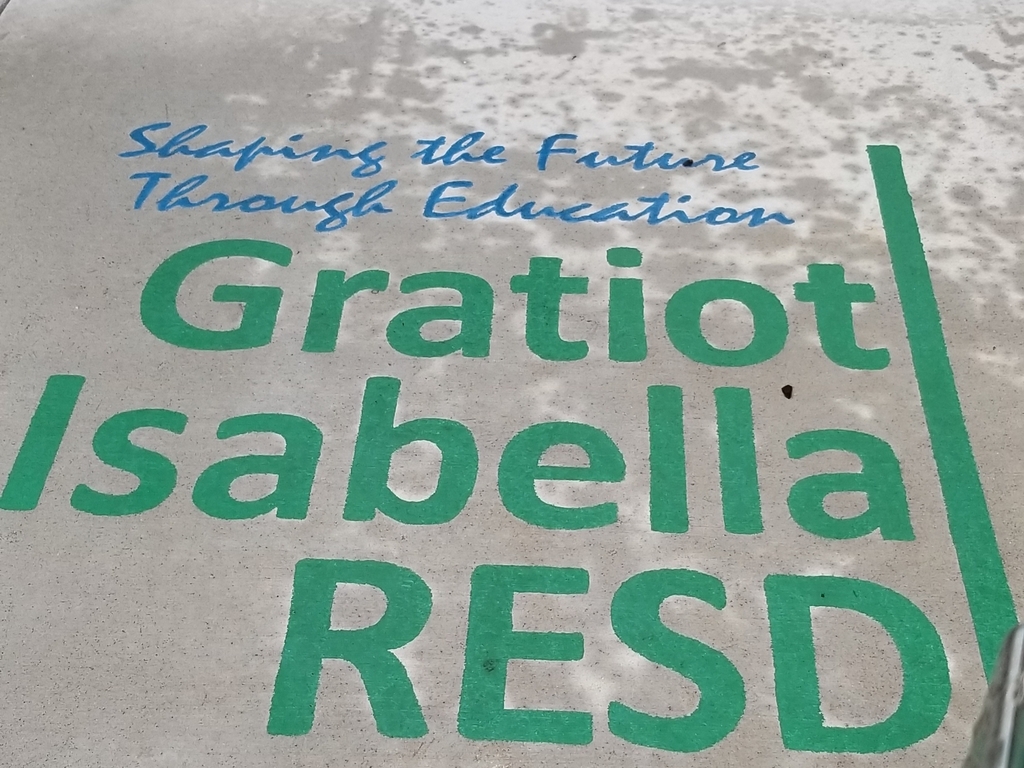 Shaping the Future
Through Education
Gratiot
Isabella
RESD